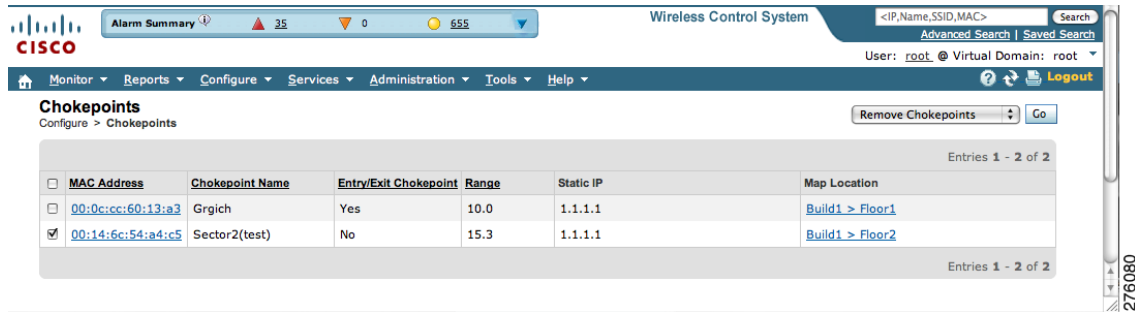 Alarm Summary 35 0 655
Wireless Control System
<IP,Name,SSID,MAC> Search
Advanced Search | Saved Search
CISCO
User: root @ Virtual Domain: root
Monitor Reports Configure Services Administration Tools Help Logout
Chokepoints
Configure > Chokepoints
Remove Chokepoints Go
Entries 1 - 2 of 2
MAC Address Chokepoint Name Entry/Exit Chokepoint Range Static IP Map Location
00:0c:cc:60:13:a3 Grgich Yes 10.0 1.1.1.1 Build1 > Floor1
00:14:6c:54:a4:c5 Sector2(test) No 15.3 1.1.1.1 Build1 > Floor2
Entries 1 - 2 of 2
276080